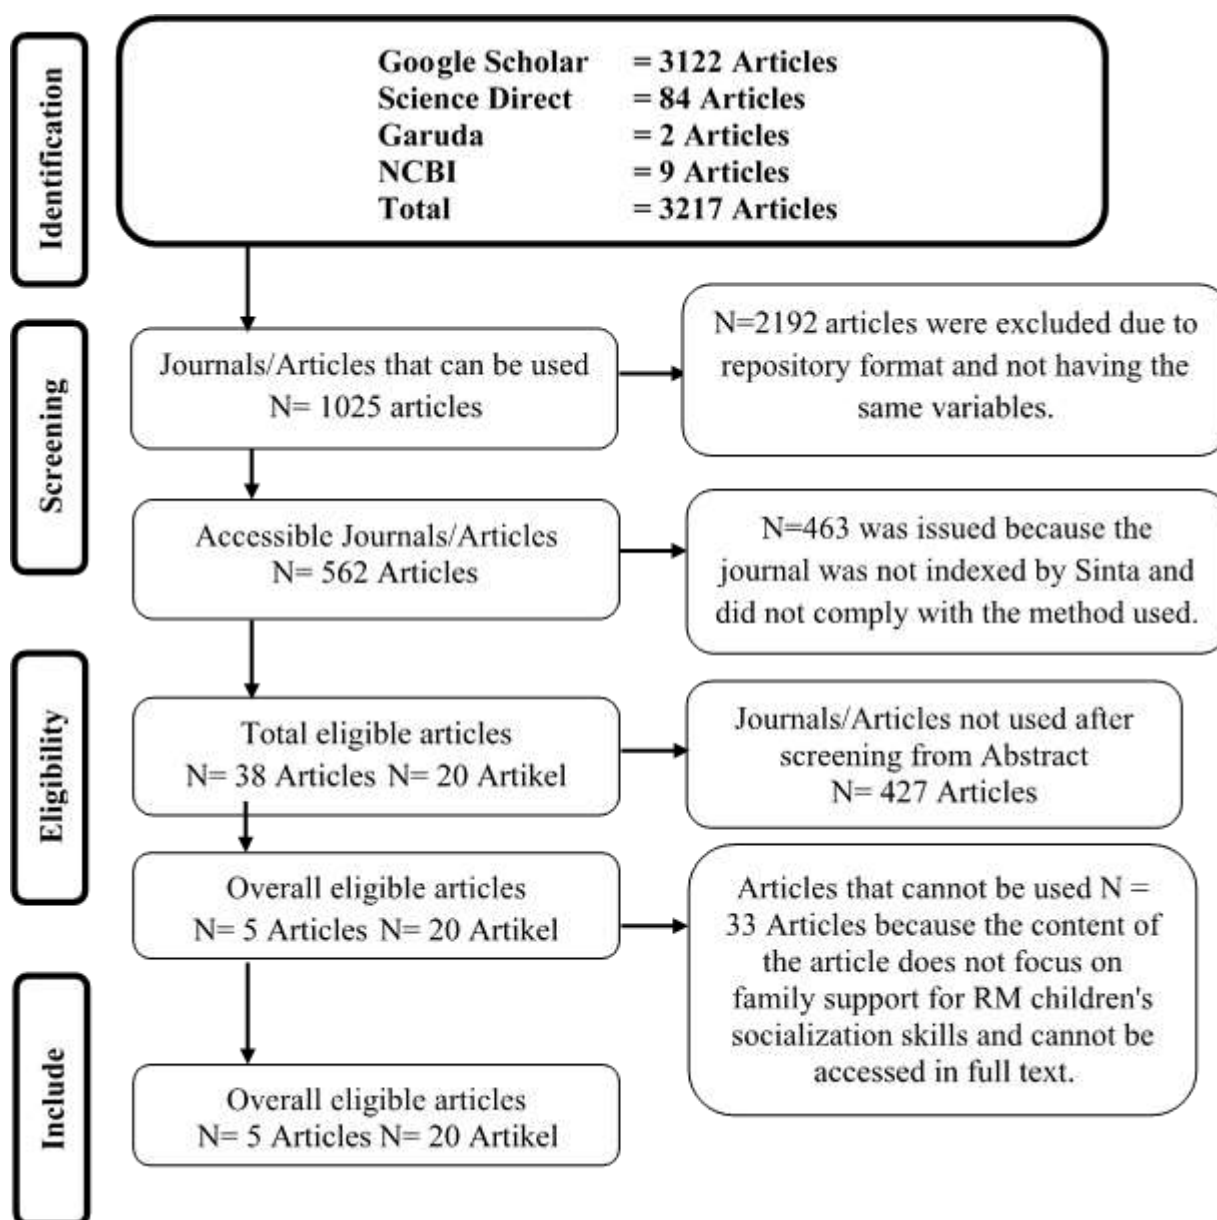 Identification
Google Scholar = 3122 Articles
Science Direct = 84 Articles
Garuda = 2 Articles
NCBI = 9 Articles
Total = 3217 Articles
Screening
Journals/Articles that can be used
N= 1025 articles
N=2192 articles were excluded due to
repository format and not having the
same variables.
Accessible Journals/Articles
N= 562 Articles
N=463 was issued because the
journal was not indexed by Sinta and
did not comply with the method used.
Eligibility
Total eligible articles
N= 38 Articles N= 20 Artikel
Journals/Articles not used after
screening from Abstract
N= 427 Articles
Overall eligible articles
N= 5 Articles N= 20 Artikel
Articles that cannot be used N =
33 Articles because the content of
the article does not focus on
family support for RM children's
socialization skills and cannot be
accessed in full text.
Include
Overall eligible articles
N= 5 Articles N= 20 Artikel